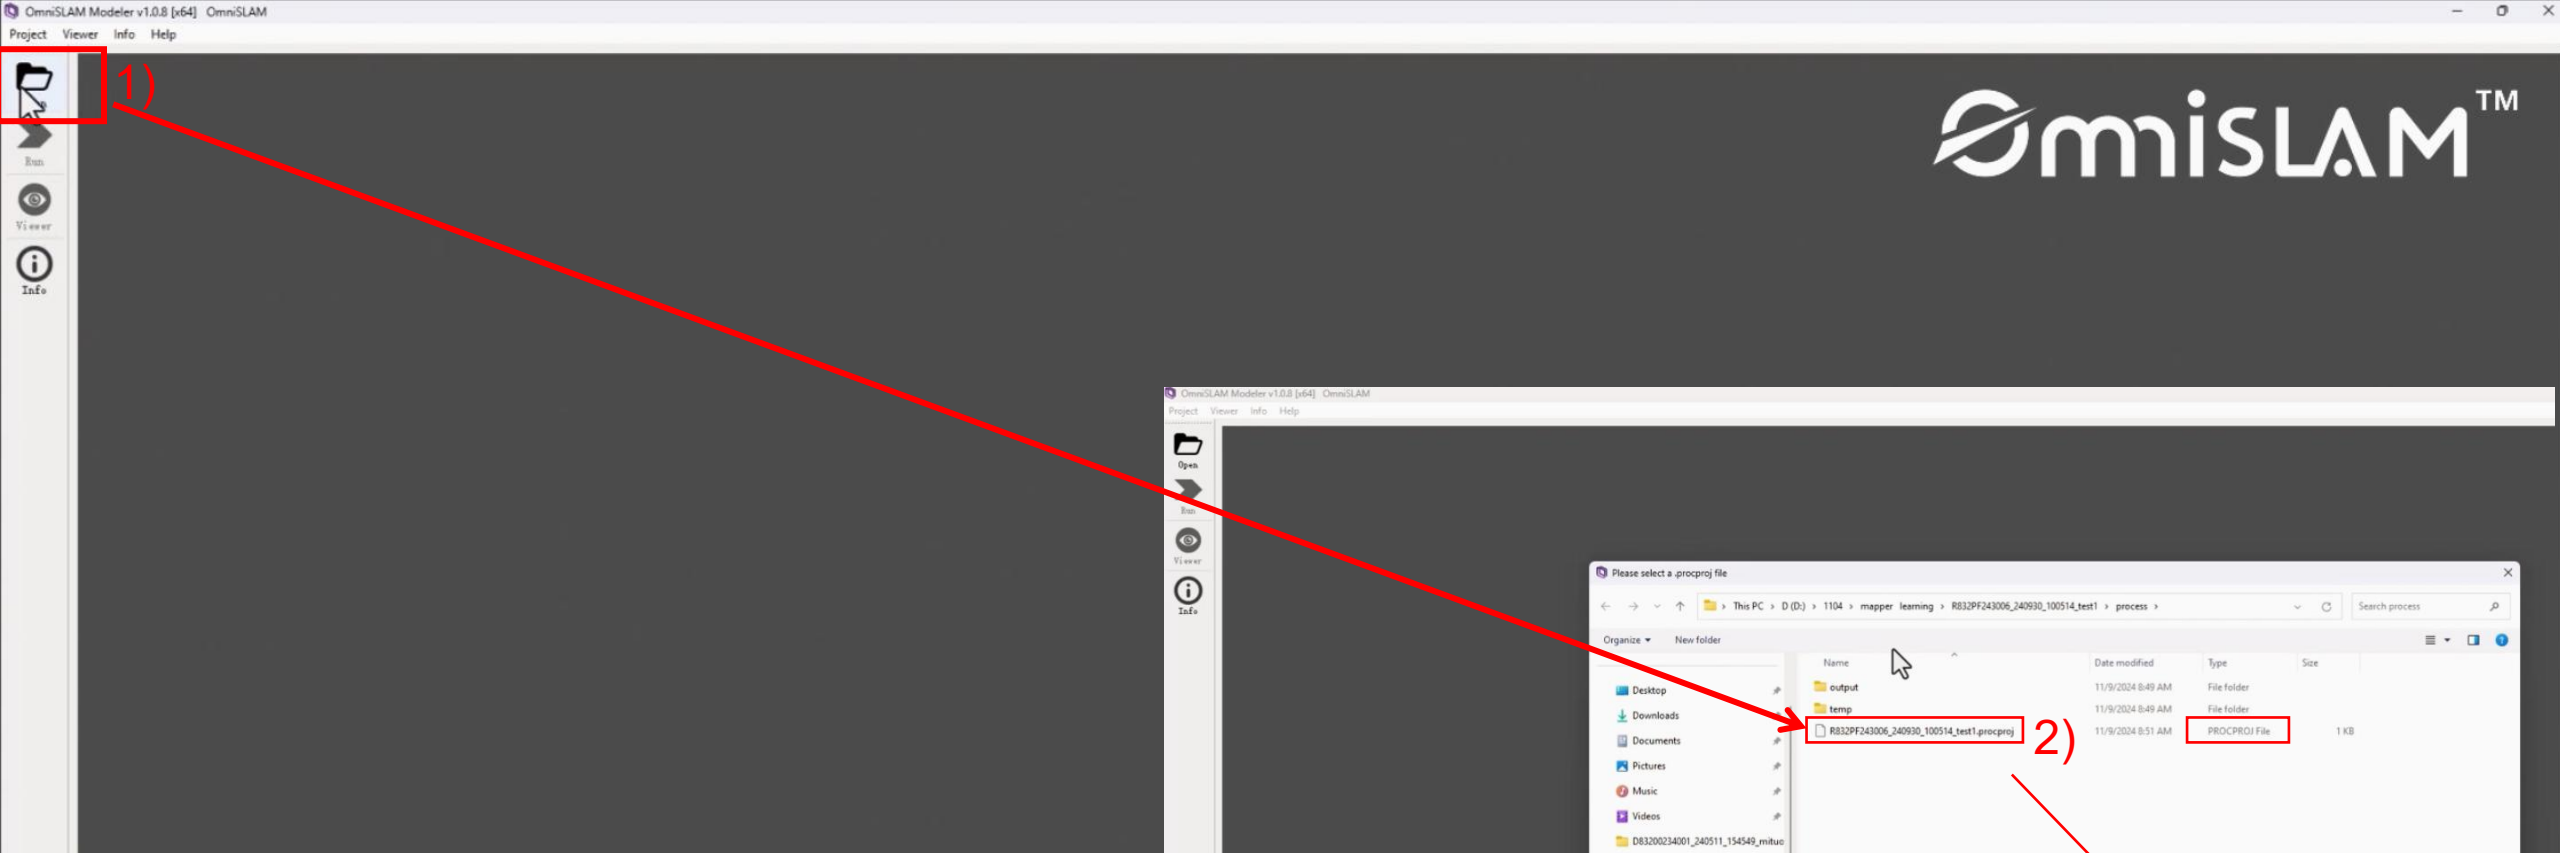 OmniSLAM Modeler v1.0.8 [x64] OmniSLAM
Project Viewer Info Help
1)
Run
Viewer
Info
OmniSLAM™
OmniSLAM Modeler v1.0.8 [x64] OmniSLAM
Project Viewer Info Help
Open
Run
Viewer
Info
Please select a .procproj file
This PC > D (D:) > 1104 > mapper learning > R832PF243006_240930_100514_test1 > process >
Search process
Organize New folder
Name Date modified Type Size
Desktop
Downloads
Documents
Pictures
Music
Videos
D83200234001_240511_154549_mituo
output 11/9/2024 8:49 AM File folder
temp 11/9/2024 8:49 AM File folder
R832PF243006_240930_100514_test1.procproj 11/9/2024 8:51 AM PROCPROJ File 1 KB
2)